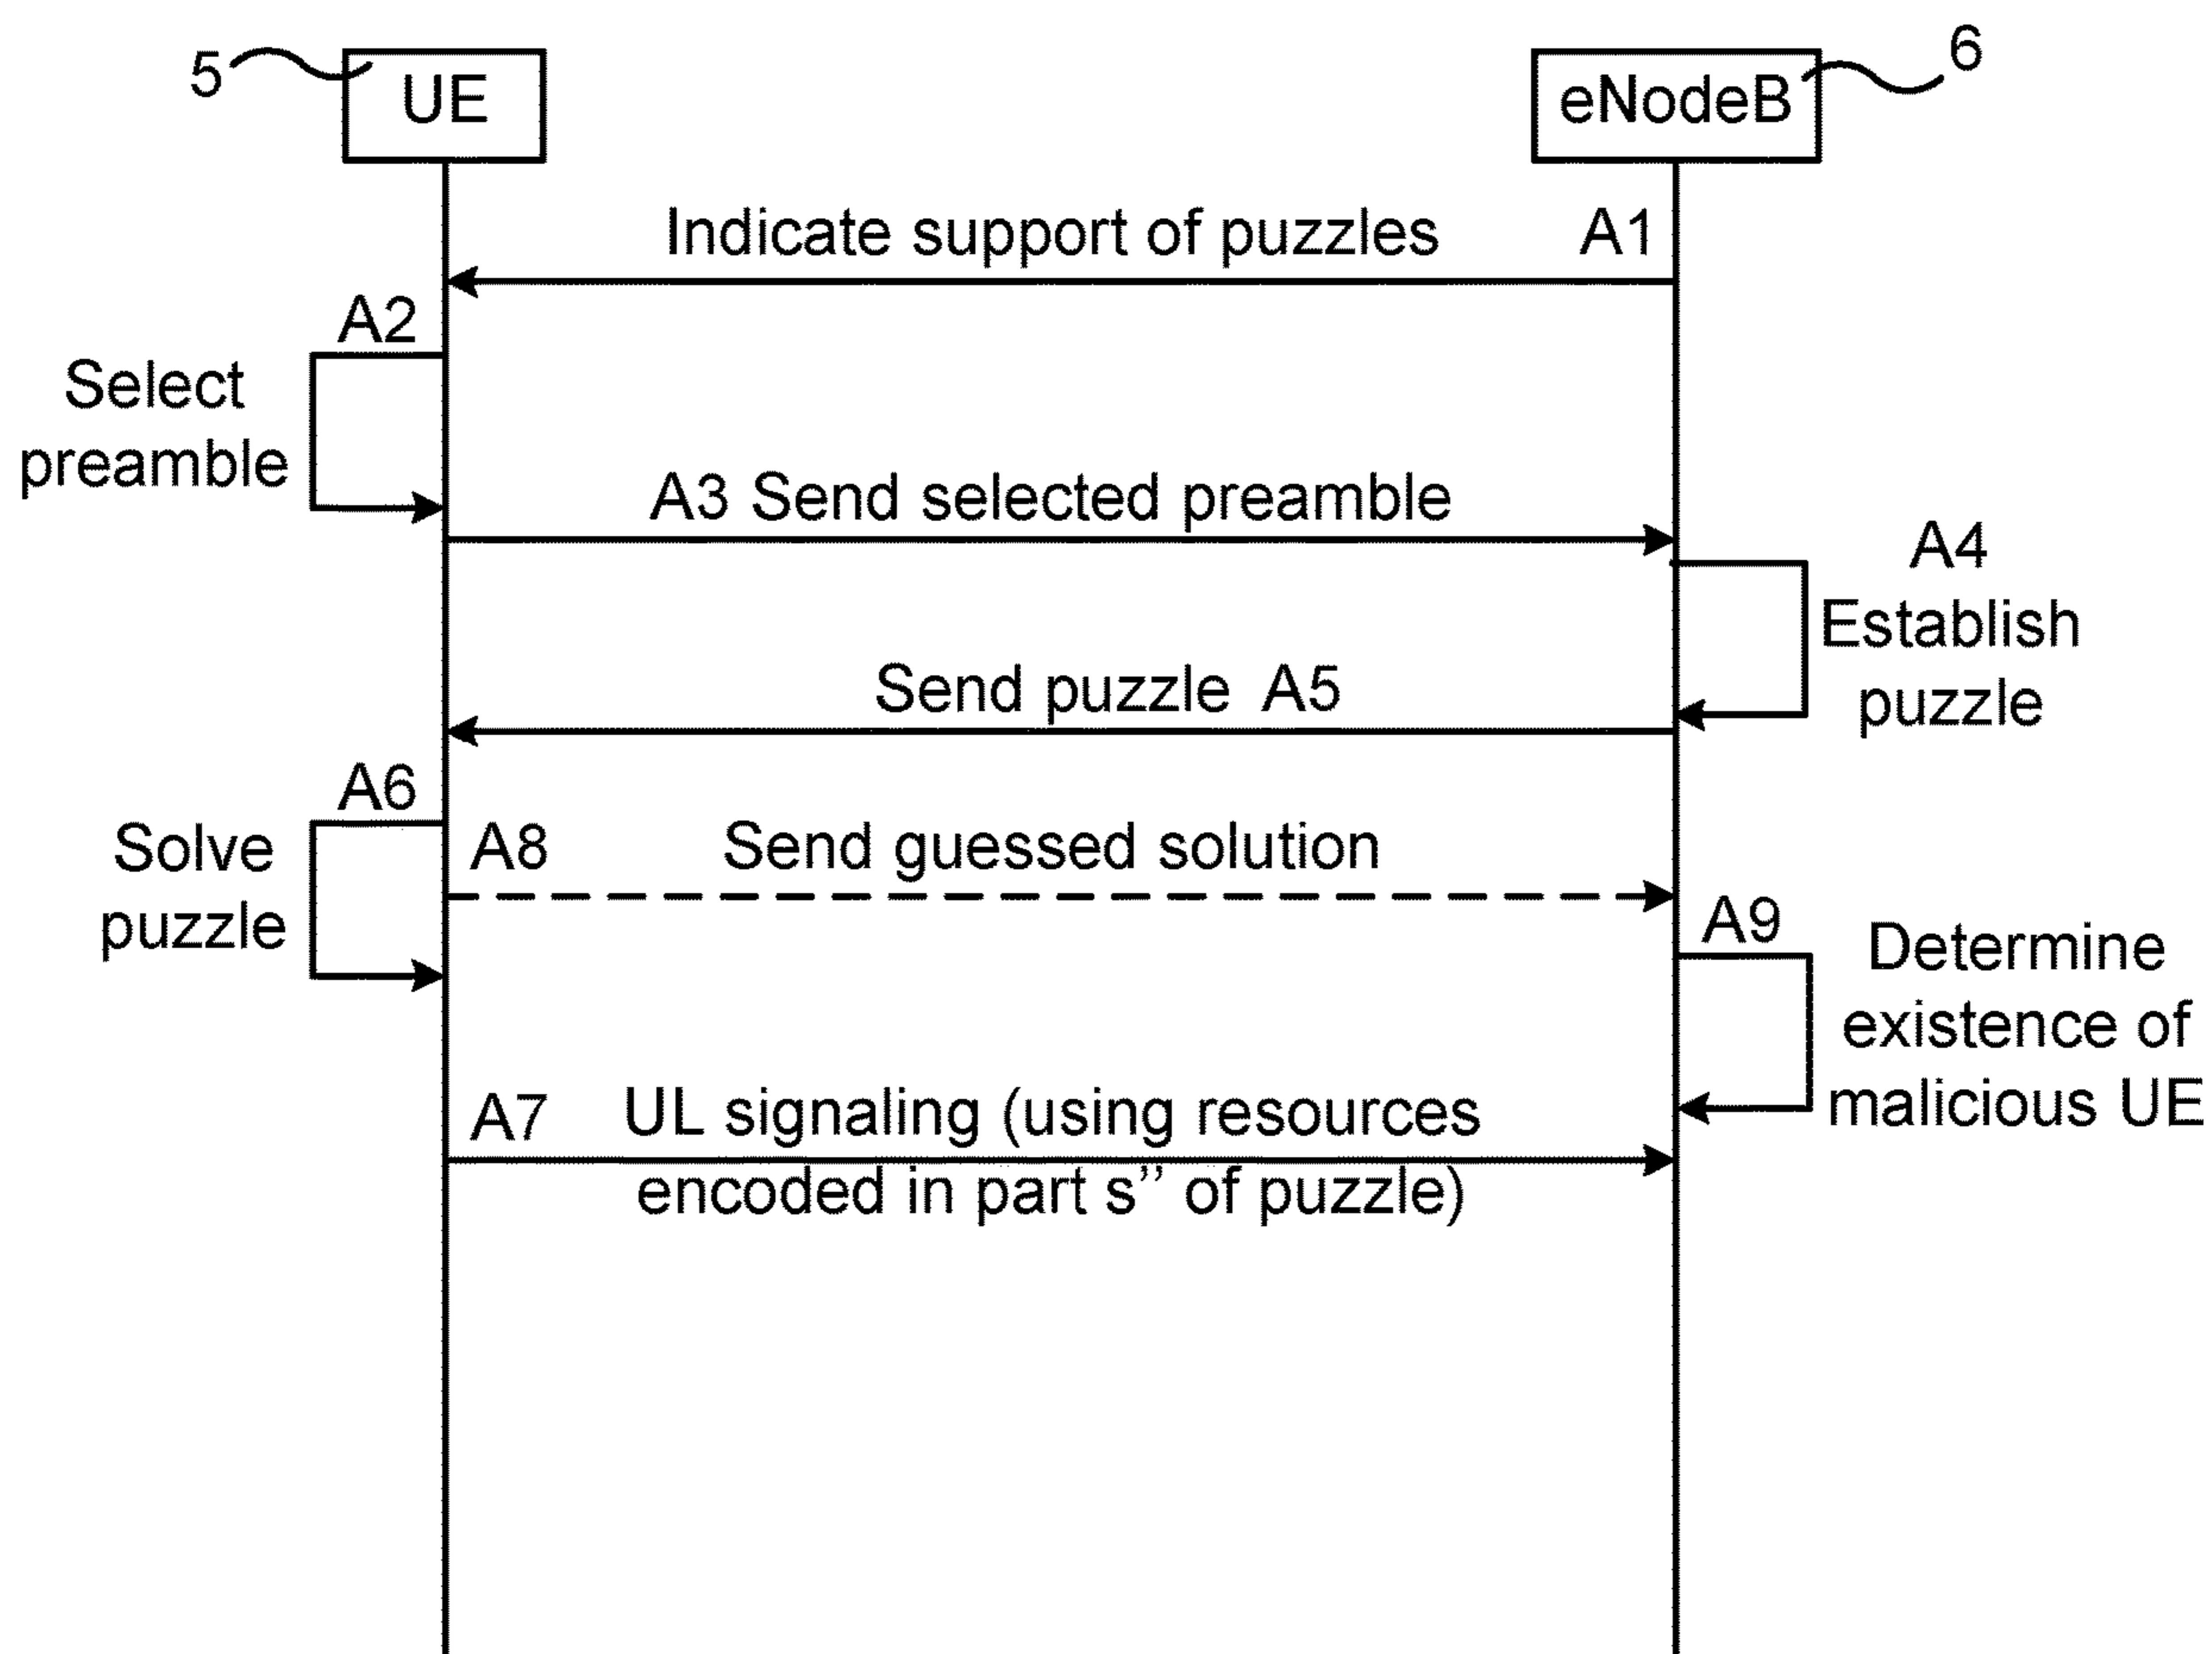 5
UE
eNodeB
6
Indicate support of puzzles
A1
A2
Select
preamble
A3 Send selected preamble
A4
Establish
puzzle
Send puzzle A5
A6
Solve
puzzle
A8
Send guessed solution
A9
Determine
existence of
malicious UE
A7
UL signaling (using resources
encoded in part s’’ of puzzle)